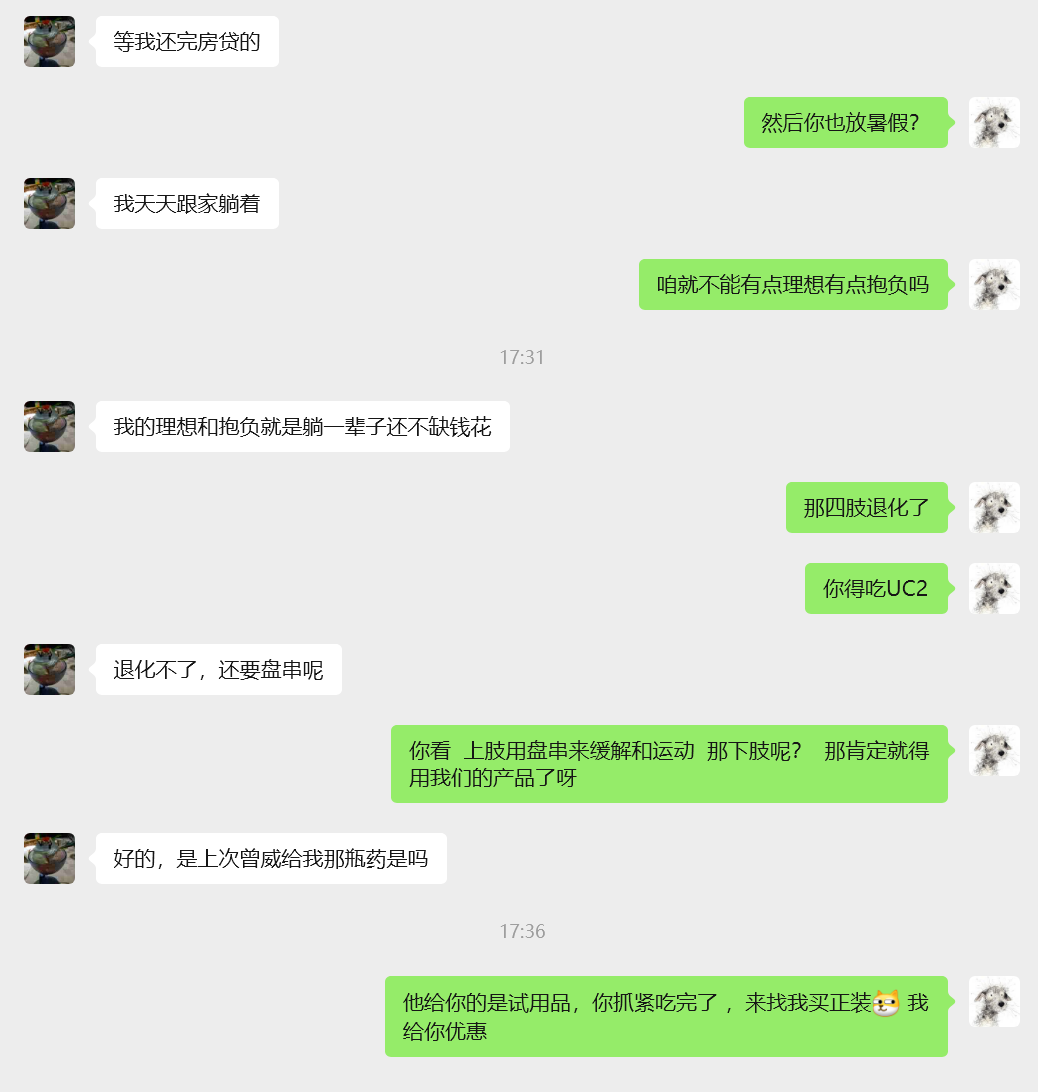 等我还完房贷的
然后你也放暑假？
我天天跟家躺着
咱就不能有点理想有点抱负吗
17:31
我的理想和抱负就是躺一辈子还不缺钱花
那四肢退化了
你得吃UC2
退化不了，还要盘串呢
你看  上肢用盘串来缓解和运动  那下肢呢？  那肯定就得
用我们的产品了呀
好的，是上次曾威给我那瓶药是吗
17:36
他给你的是试用品，你抓紧吃完了 ，来找我买正装 我
给你优惠